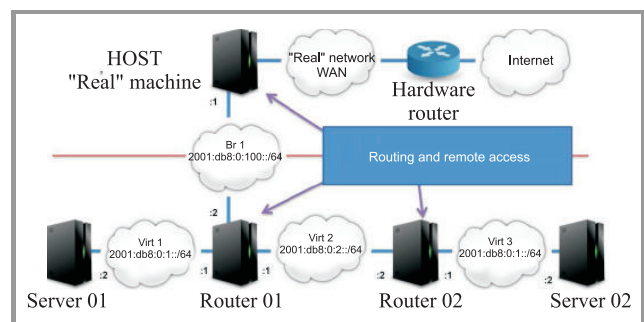 HOST
"Real" machine
"Real" network
WAN
Hardware
router
Internet
:1
Br 1
2001:db8:0:100::/64
Routing and remote access
:2
Virt 1
2001:db8:0:1::/64
Virt 2
2001:db8:0:2::/64
Virt 3
2001:db8:0:1::/64
:2
:1
:1
:2
:1
:2
Server 01
Router 01
Router 02
Server 02